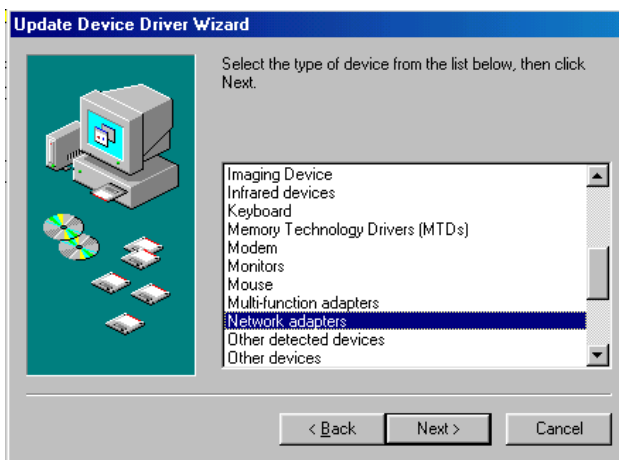 Update Device Driver Wizard
Select the type of device from the list below, then click
Next.
Imaging Device
Infrared devices
Keyboard
Memory Technology Drivers (MTDs)
Modem
Monitors
Mouse
Multi-function adapters
Network adapters
Other detected devices
Other devices
< Back
Next >
Cancel